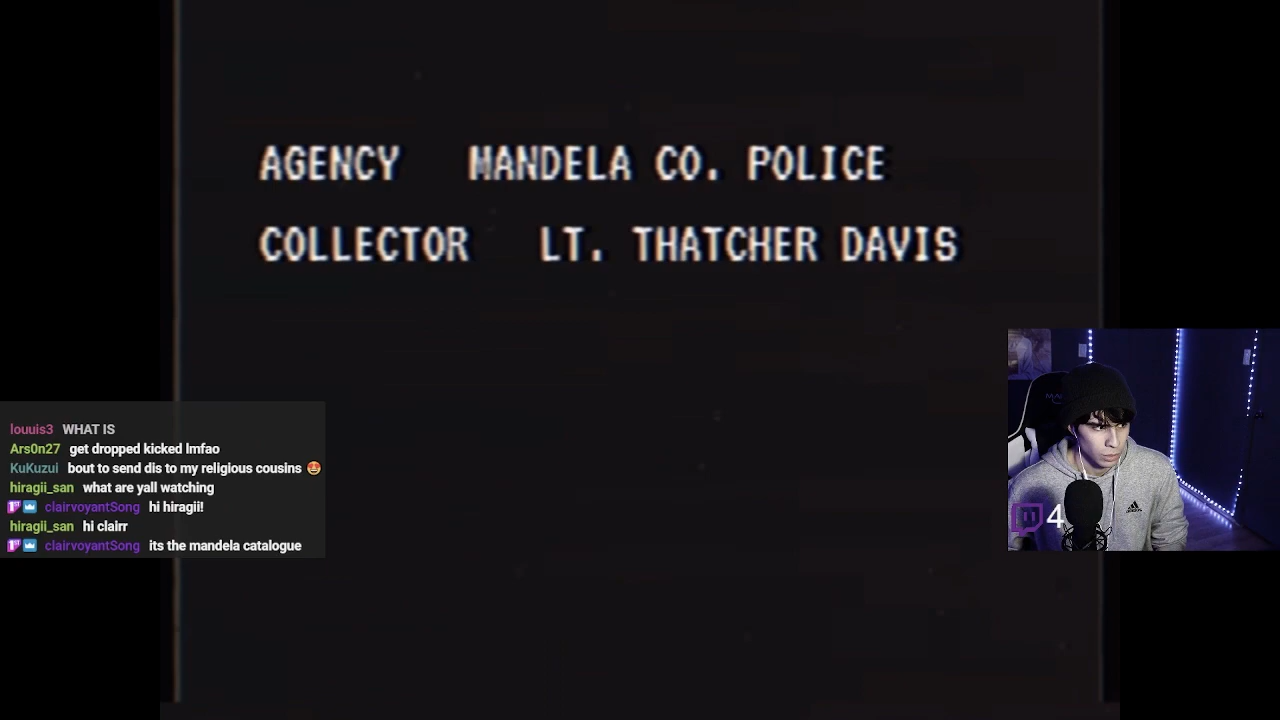 AGENCY MANDELA CO. POLICE
COLLECTOR LT. THATCHER DAVIS
louuis3 WHAT IS
Ars0n27 get dropped kicked lmfao
KuKuzui bout to send dis to my religious cousins 😍
hiragii_san what are yall watching
clairvoyantSong hi hiragii!
hiragii_san hi clairr
clairvoyantSong its the mandela catalogue
4